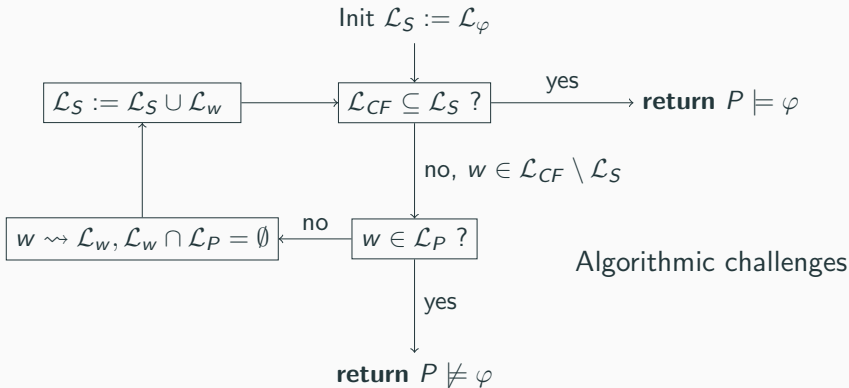 Init ℒ_S := ℒ_φ
ℒ_S := ℒ_S ∪ ℒ_w
ℒ_CF ⊆ ℒ_S ?
yes
return P ⊨ φ
no, w ∈ ℒ_CF \ ℒ_S
w ⇝ ℒ_w, ℒ_w ∩ ℒ_P = ∅
no
w ∈ ℒ_P ?
Algorithmic challenges
yes
return P ⊭ φ